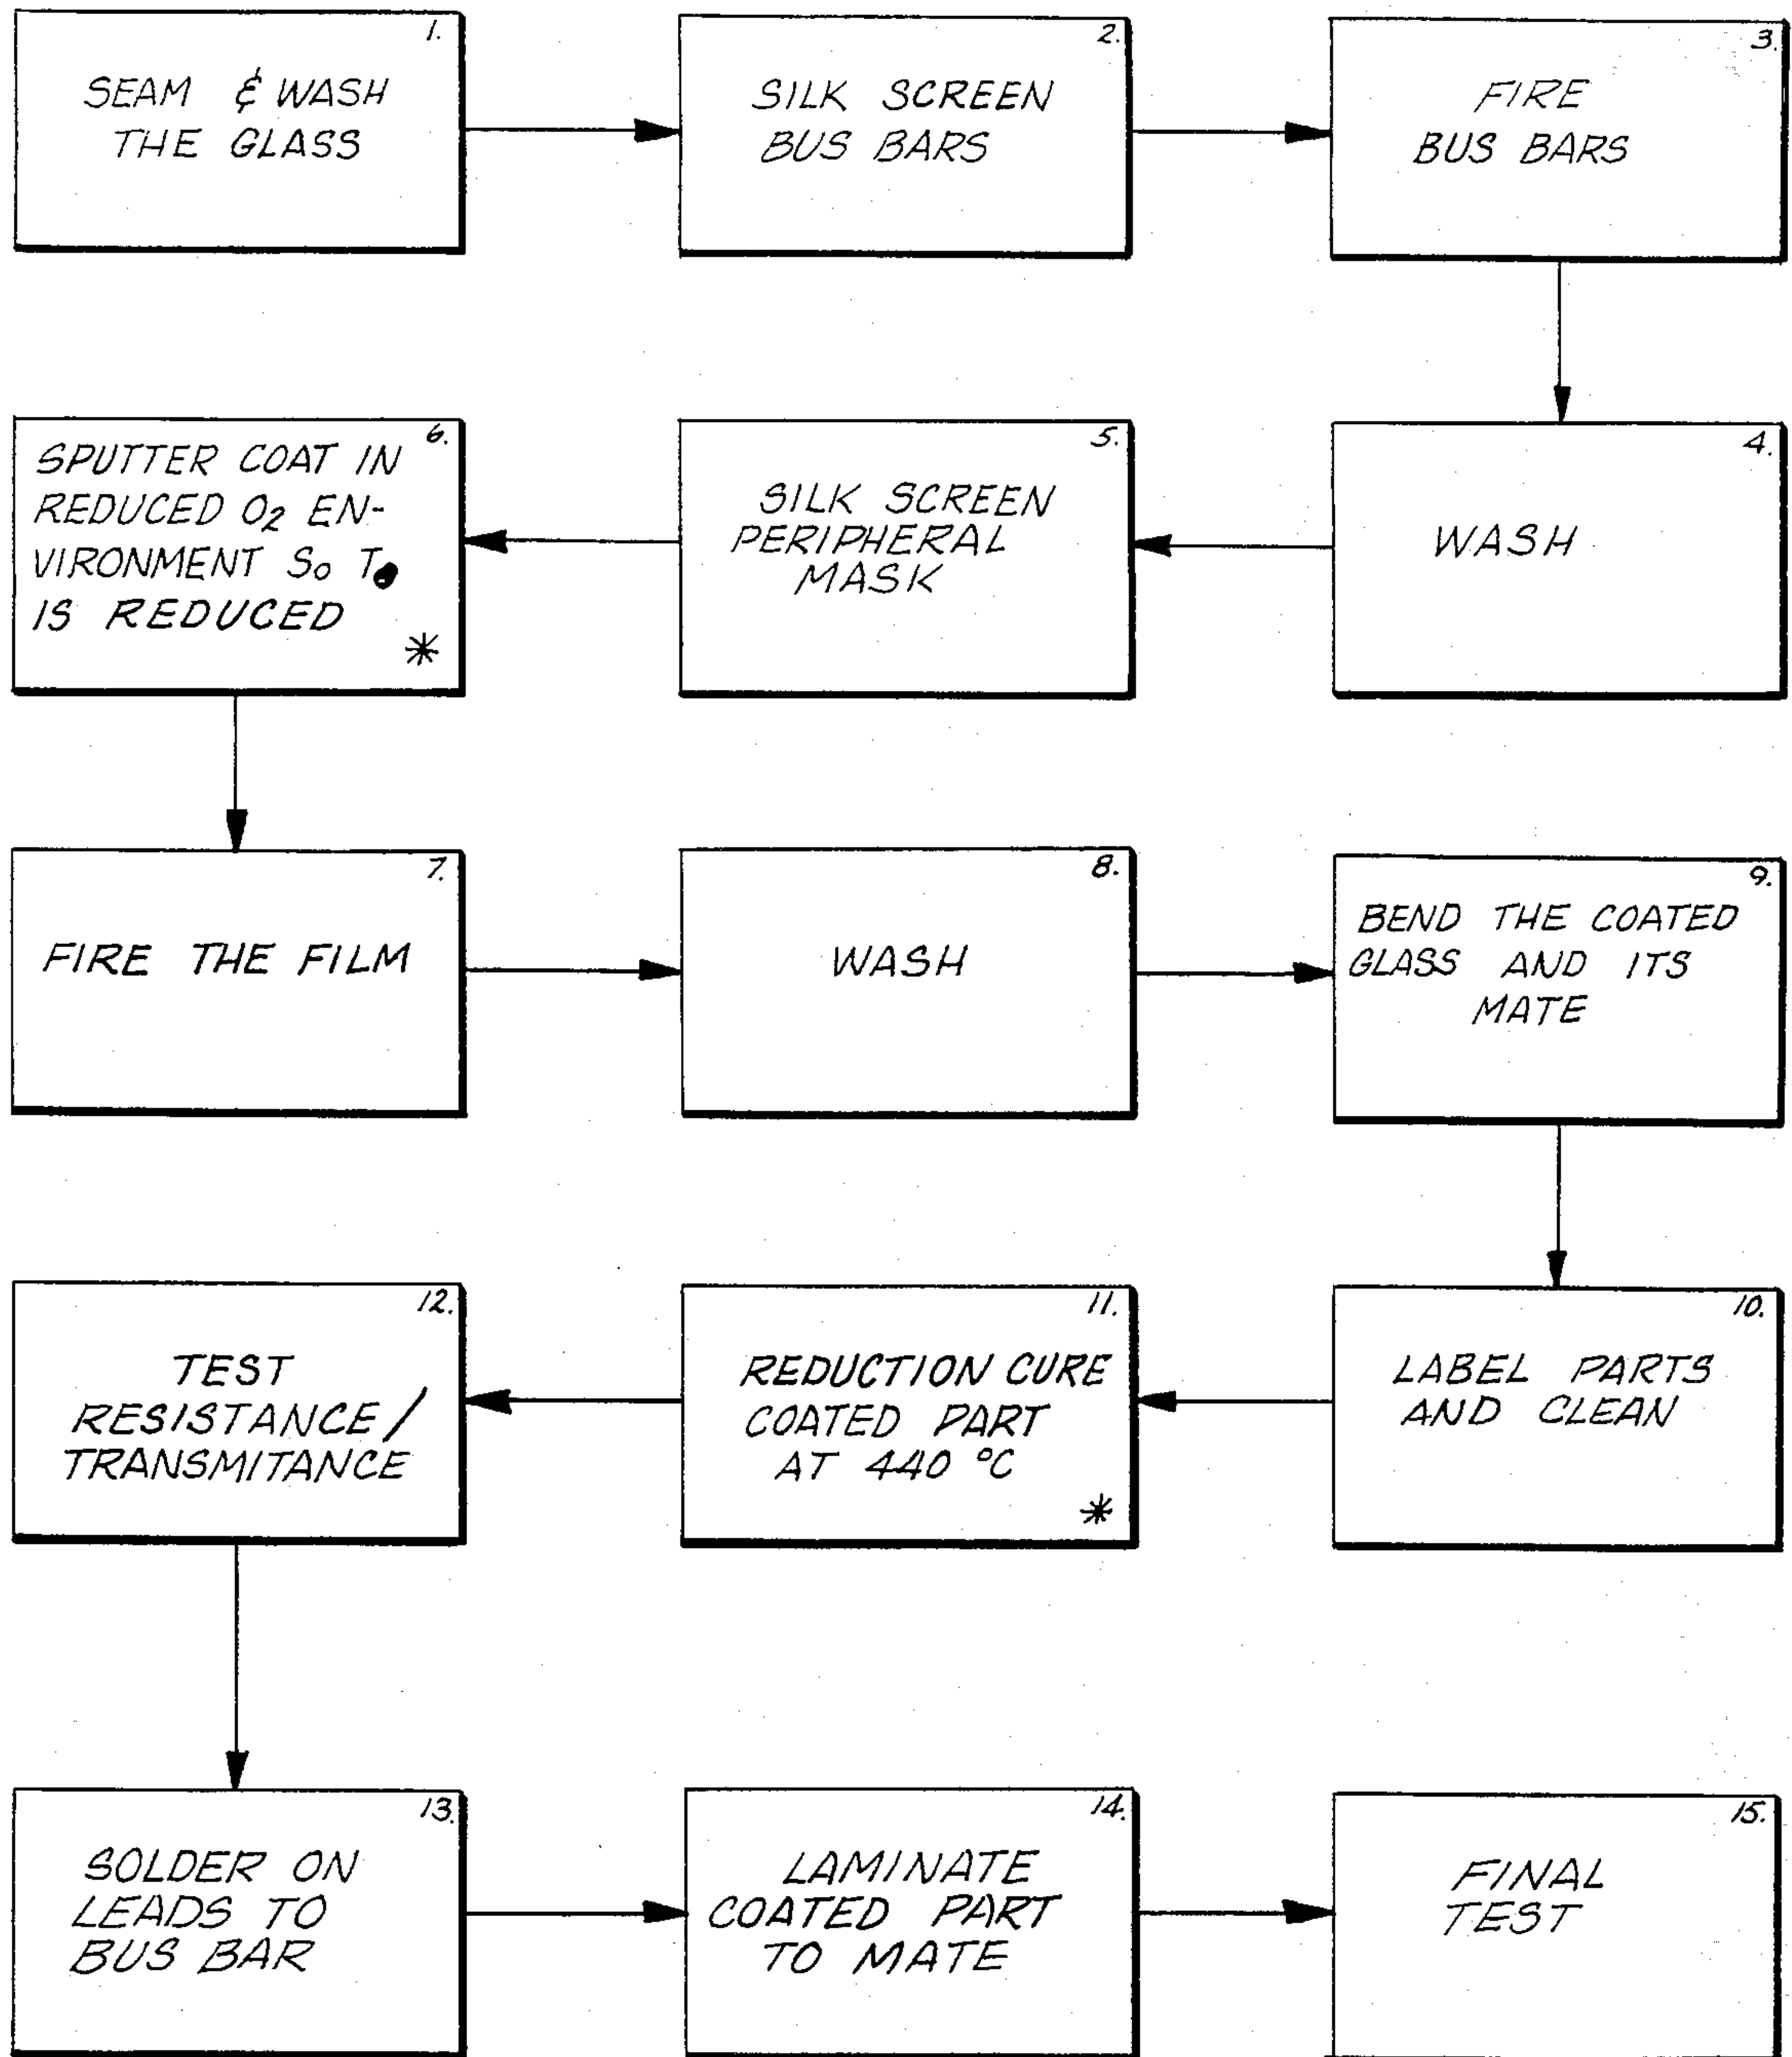 1.
SEAM & WASH
THE GLASS
2.
SILK SCREEN
BUS BARS
3.
FIRE
BUS BARS
6.
SPUTTER COAT IN
REDUCED O₂ EN-
VIRONMENT So
IS REDUCED
*
5.
SILK SCREEN
PERIPHERAL
MASK
4.
WASH
7.
FIRE THE FILM
8.
WASH
9.
BEND THE COATED
GLASS AND ITS
MATE
12.
TEST
RESISTANCE/
TRANSMITANCE
11.
REDUCTION CURE
COATED PART
AT 440 °C
*
10.
LABEL PARTS
AND CLEAN
13.
SOLDER ON
LEADS TO
BUS BAR
14.
LAMINATE
COATED PART
TO MATE
15.
FINAL
TEST